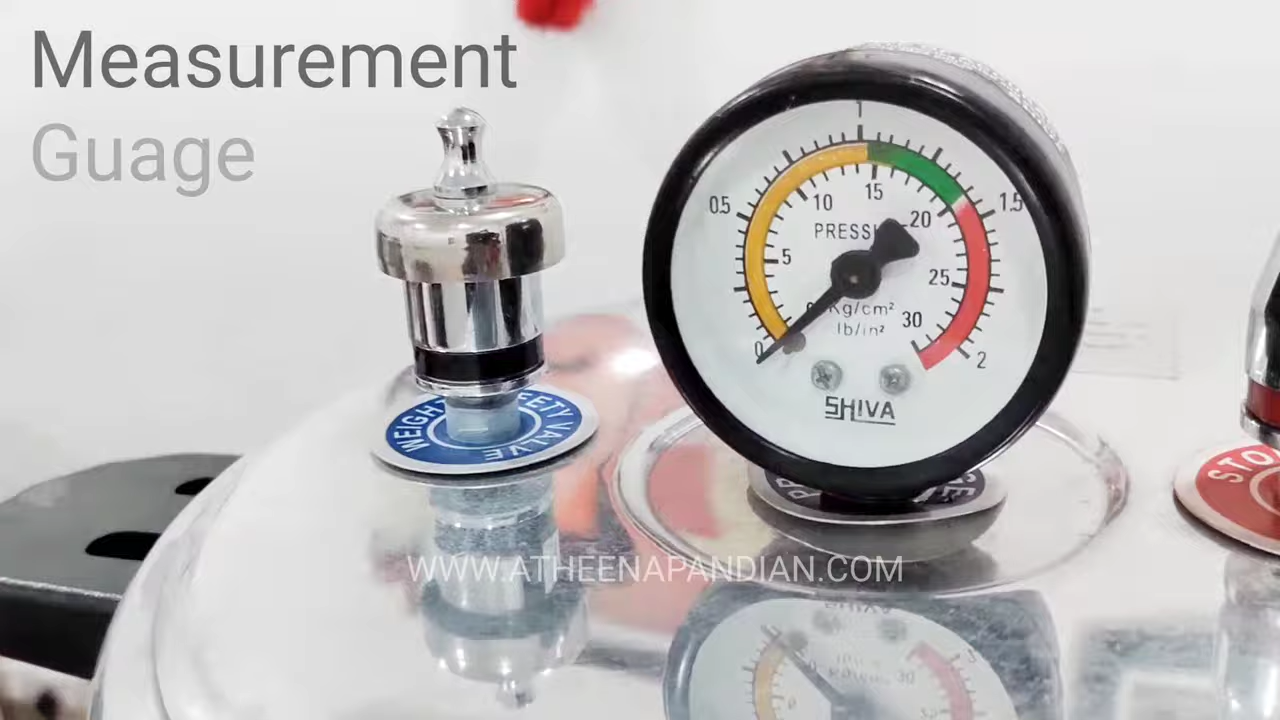 Measurement
Guage
1
0.5
1.5
15
10
20
PRESS
5
25
Kg/cm²
lb/in²
30
0
2
SHIVA
WEIGHT
VALVE
STO
WWW.ATHEENAPANDIAN.COM